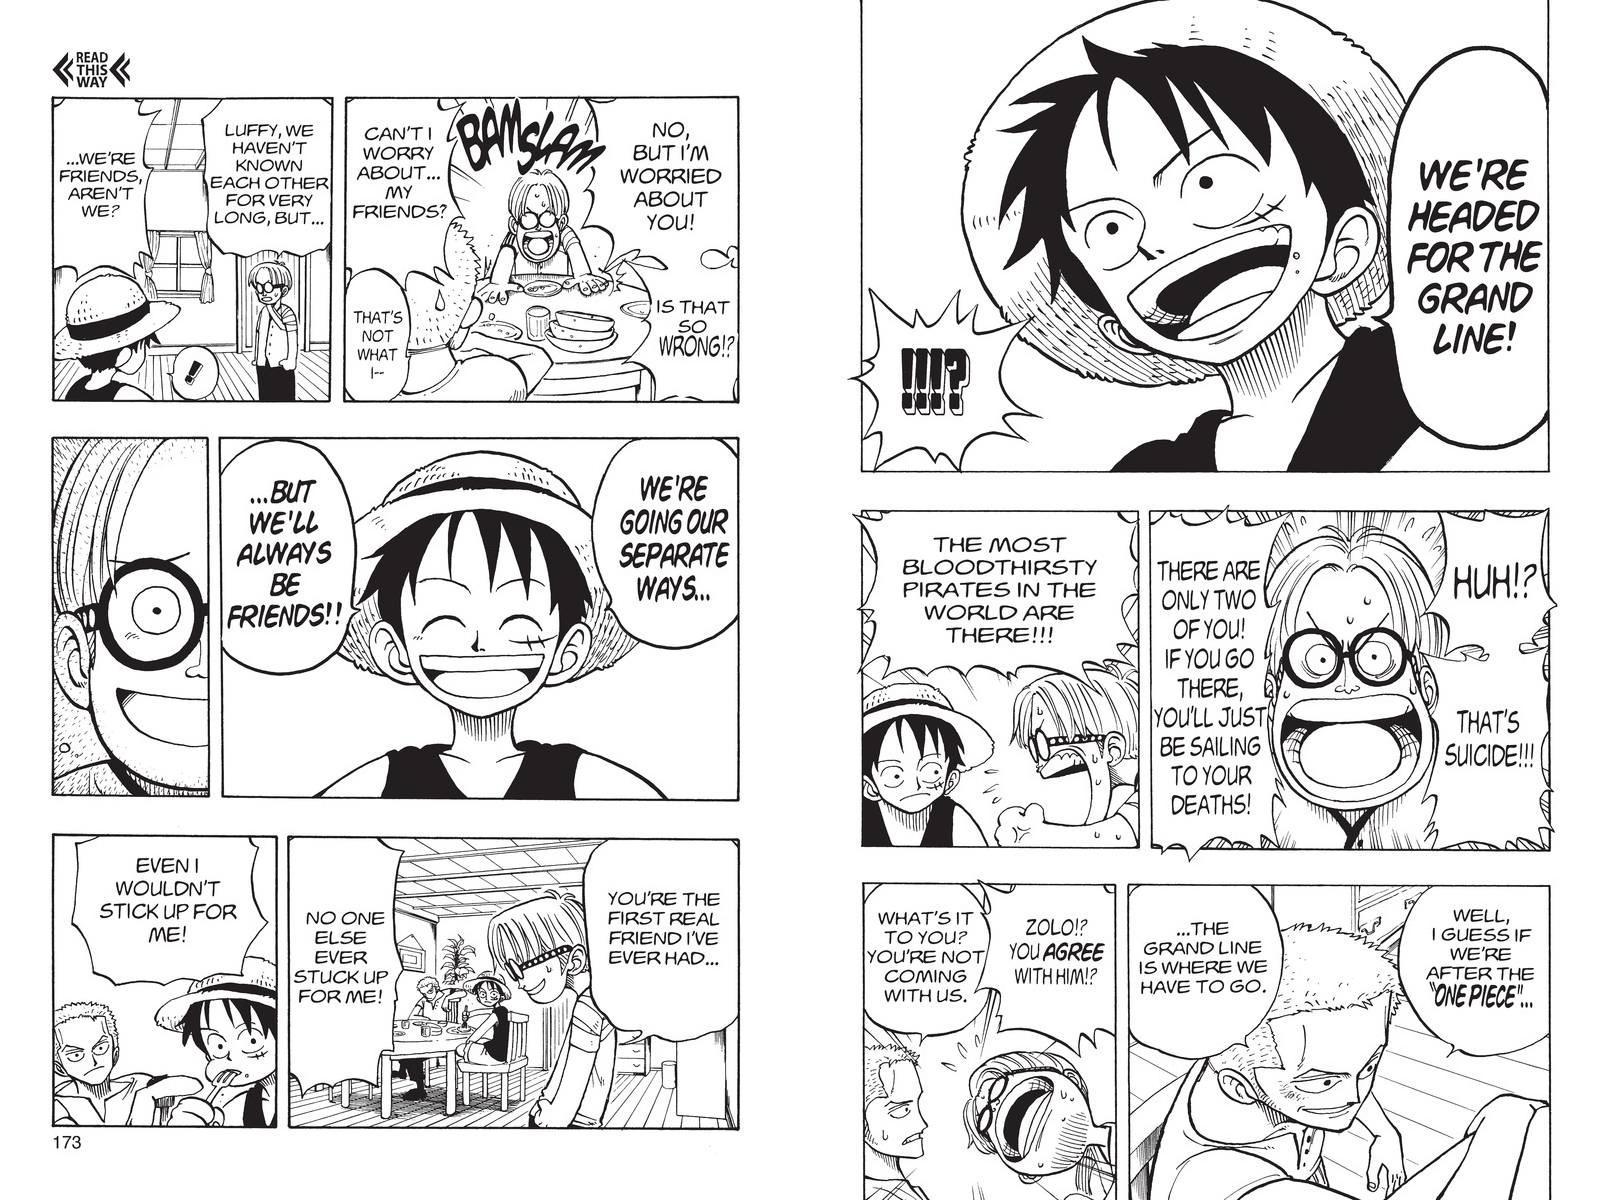 WE'RE
HEADED
FOR THE
GRAND
LINE!
!!!?
HUH!?
THAT'S
SUICIDE!!!
THERE ARE
ONLY TWO
OF YOU!
IF YOU GO
THERE,
YOU'LL JUST
BE SAILING
TO YOUR
DEATHS!
THE MOST
BLOODTHIRSTY
PIRATES IN THE
WORLD ARE
THERE!!!
WELL,
I GUESS IF
WE'RE
AFTER THE
"ONE PIECE"...
...THE
GRAND LINE
IS WHERE WE
HAVE TO GO.
ZOLO!?
YOU AGREE
WITH HIM!?
WHAT'S IT
TO YOU?
YOU'RE NOT
COMING
WITH US.
READ
THIS
WAY
NO,
BUT I'M
WORRIED
ABOUT
YOU!
IS THAT
SO
WRONG!?
BAM SLAM
CAN'T I
WORRY
ABOUT...
MY
FRIENDS?
THAT'S
NOT
WHAT
I--
LUFFY, WE
HAVEN'T
KNOWN
EACH OTHER
FOR VERY
LONG, BUT...
...WE'RE
FRIENDS,
AREN'T
WE?
!
WE'RE
GOING OUR
SEPARATE
WAYS...
...BUT
WE'LL
ALWAYS
BE
FRIENDS!!
YOU'RE THE
FIRST REAL
FRIEND I'VE
EVER HAD...
NO ONE
ELSE
EVER
STUCK UP
FOR ME!
EVEN I
WOULDN'T
STICK UP FOR
ME!
173